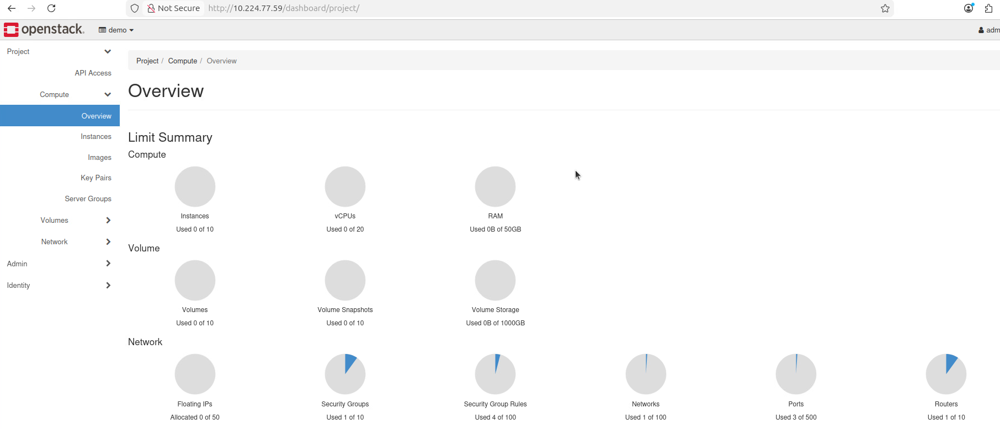 Not Secure http://10.224.77.59/dashboard/project/
openstack. demo adm
Project
API Access
Compute
Overview
Instances
Images
Key Pairs
Server Groups
Volumes
Network
Admin
Identity
Project / Compute / Overview
Overview
Limit Summary
Compute
Instances vCPUs RAM
Used 0 of 10 Used 0 of 20 Used 0B of 50GB
Volume
Volumes Volume Snapshots Volume Storage
Used 0 of 10 Used 0 of 10 Used 0B of 1000GB
Network
Floating IPs Security Groups Security Group Rules Networks Ports Routers
Allocated 0 of 50 Used 1 of 10 Used 4 of 100 Used 1 of 100 Used 3 of 500 Used 1 of 10